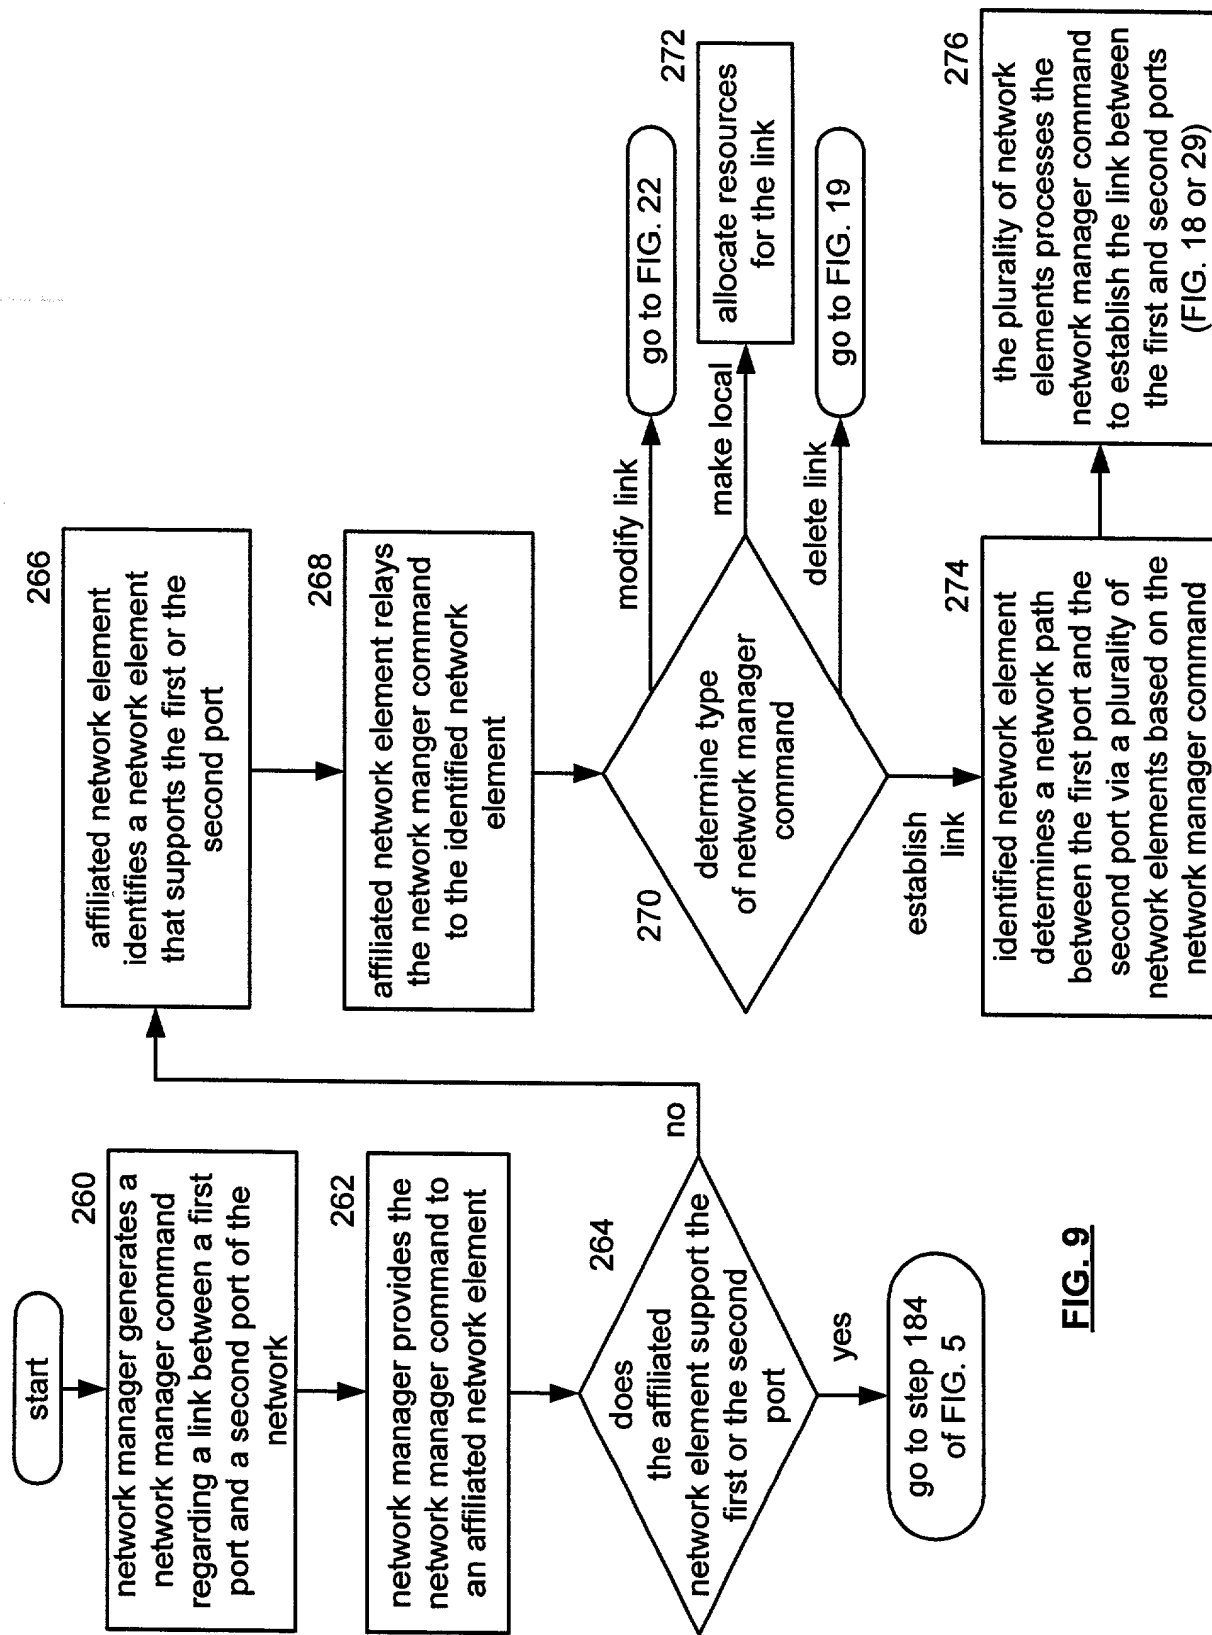 start
260
network manager generates a
network manager command
regarding a link between a first
port and a second port of the
network
262
network manager provides the
network manager command to
an affiliated network element
264
does
the affiliated
network element support the
first or the second
port
no
yes
go to step 184
of FIG. 5
266
affiliated network element
identifies a network element
that supports the first or the
second port
268
affiliated network element relays
the network manger command
to the identified network
element
270
determine type
of network manager
command
modify link
go to FIG. 22
make local
272
allocate resources
for the link
delete link
go to FIG. 19
establish
link
274
identified network element
determines a network path
between the first port and the
second port via a plurality of
network elements based on the
network manager command
276
the plurality of network
elements processes the
network manager command
to establish the link between
the first and second ports
(FIG. 18 or 29)
FIG. 9